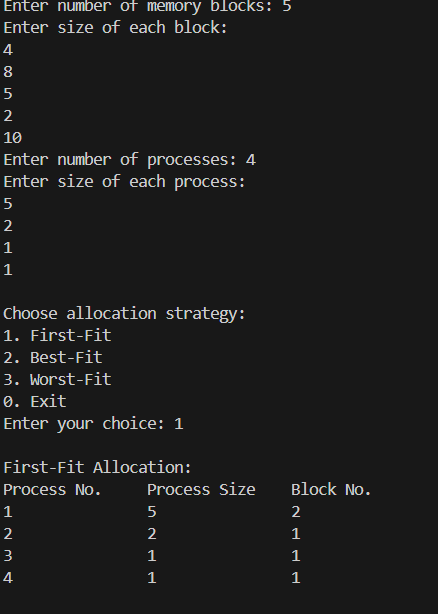 Enter number of memory blocks: 5
Enter size of each block:
4
8
5
2
10
Enter number of processes: 4
Enter size of each process:
5
2
1
1
Choose allocation strategy:
1. First-Fit
2. Best-Fit
3. Worst-Fit
0. Exit
Enter your choice: 1
First-Fit Allocation:
Process No.     Process Size    Block No.
1               5               2
2               2               1
3               1               1
4               1               1